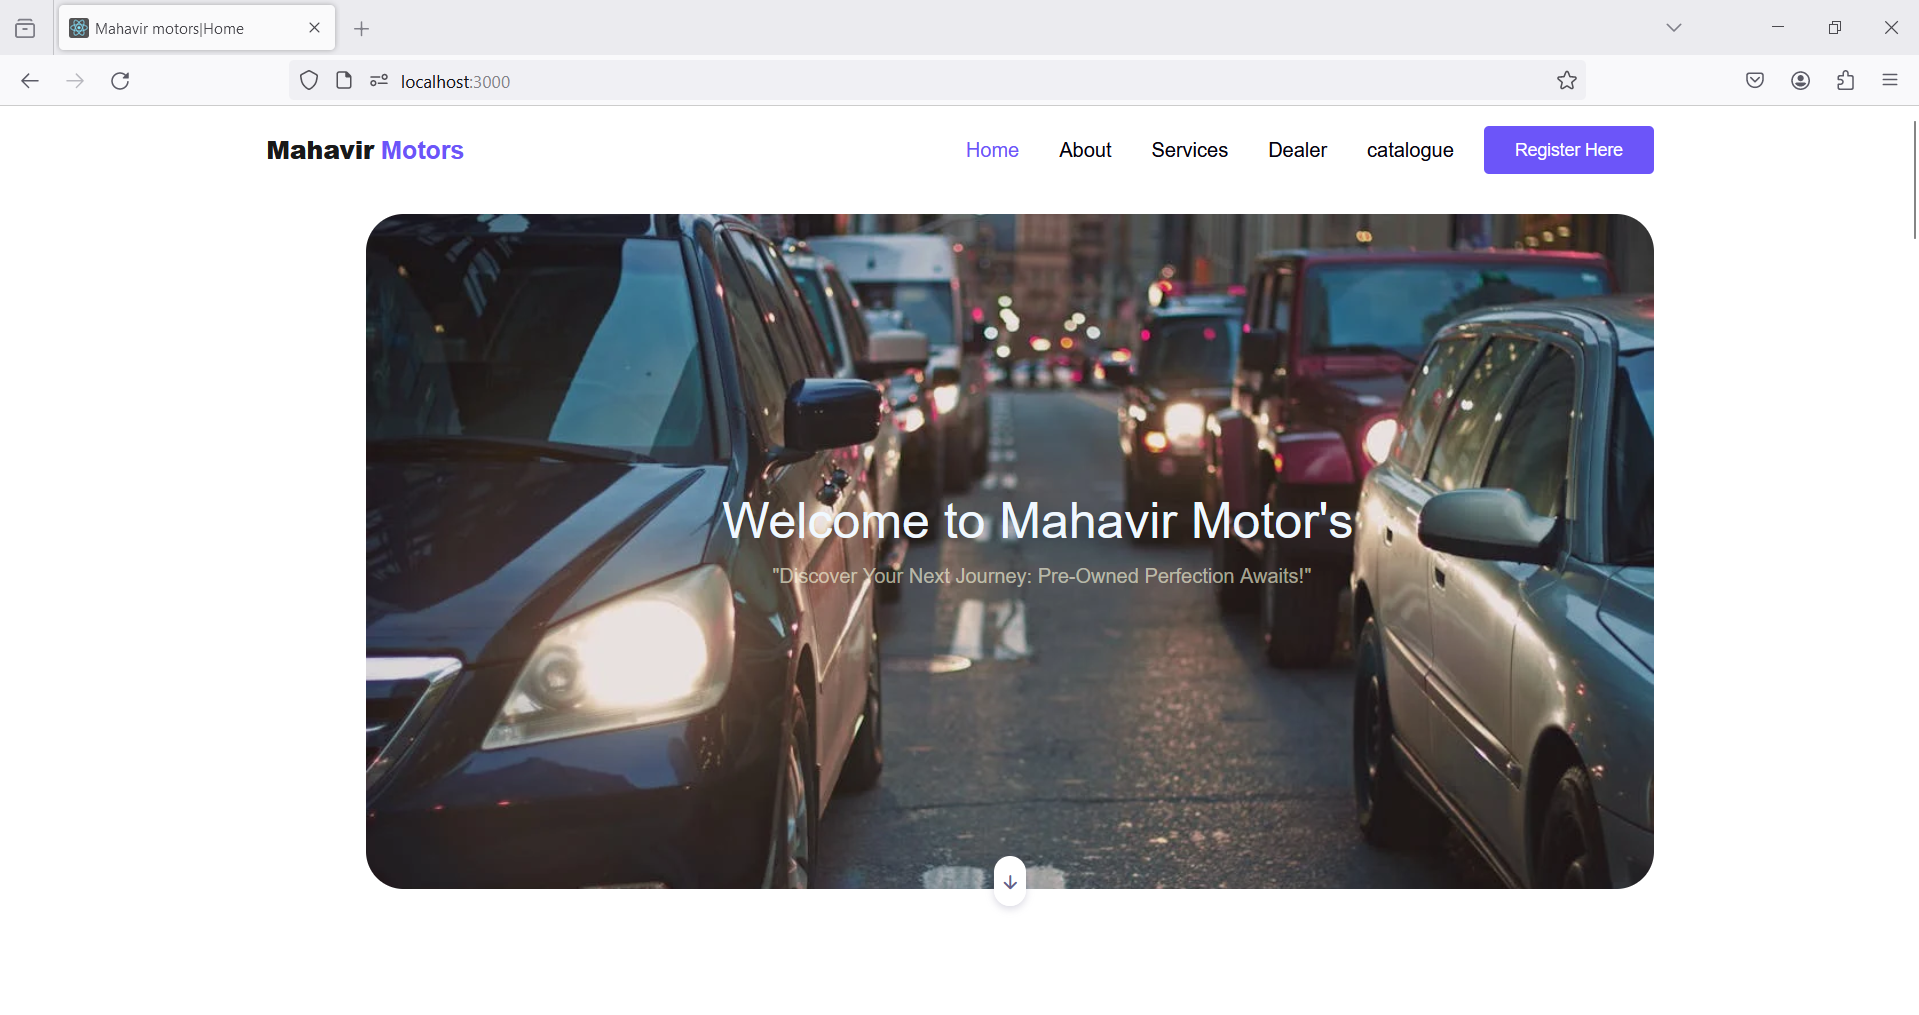 Mahavir motors|Home
localhost:3000
Mahavir Motors
Home About Services Dealer catalogue Register Here
Welcome to Mahavir Motor's
"Discover Your Next Journey: Pre-Owned Perfection Awaits!"